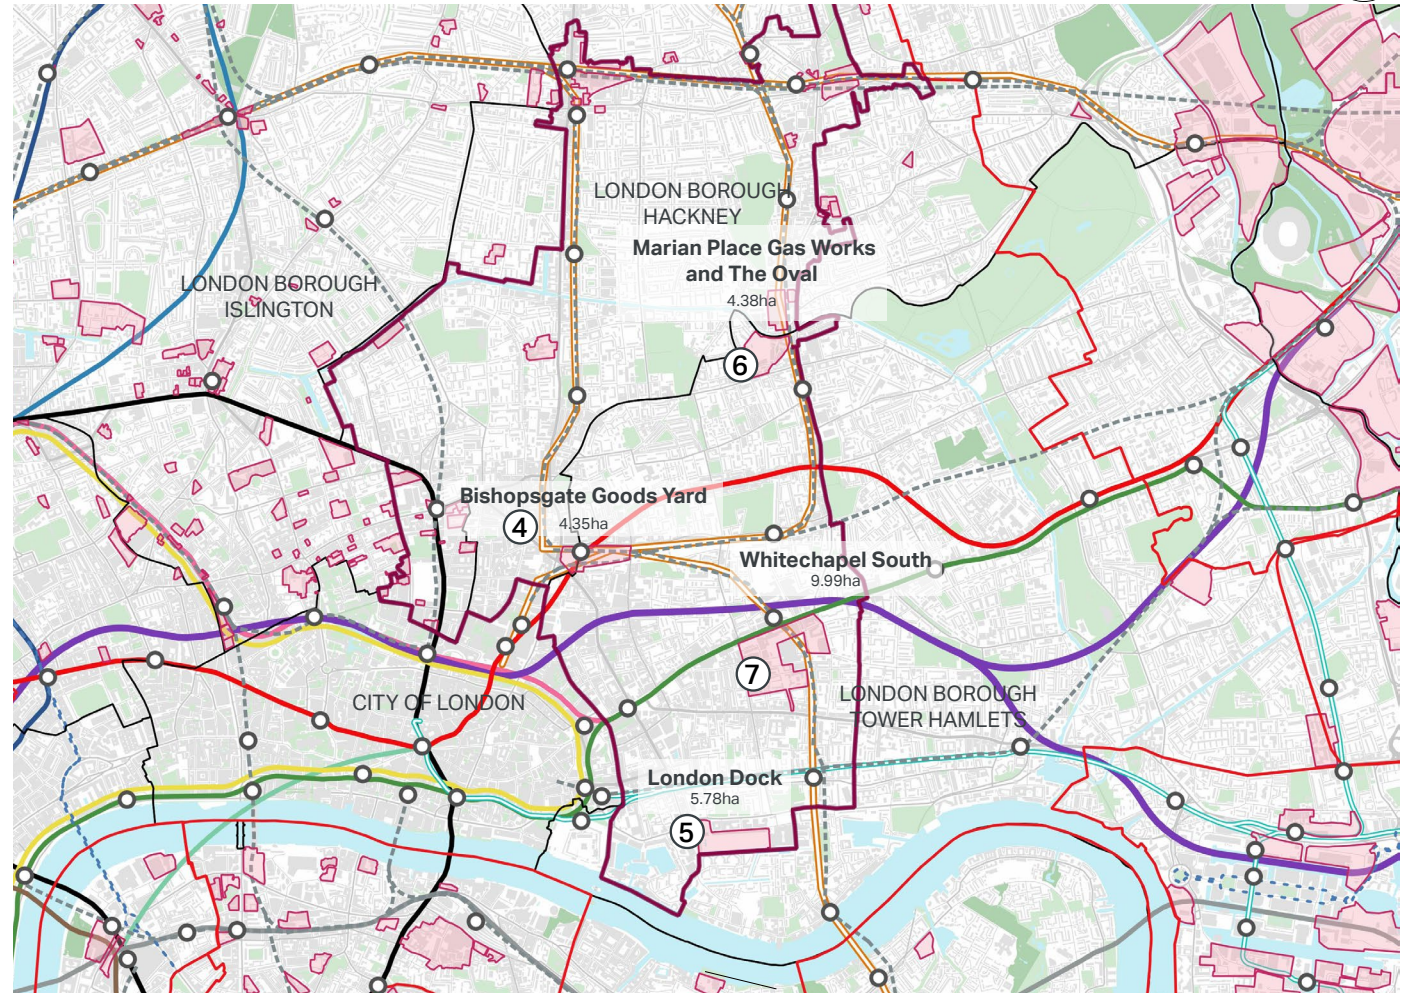 LONDON BOROUGH
HACKNEY
Marian Place Gas Works
and The Oval
4.38ha
LONDON BOROUGH
ISLINGTON
6
Bishopsgate Goods Yard
4
4.35ha
Whitechapel South
9.99ha
7
CITY OF LONDON
LONDON BOROUGH
TOWER HAMLETS
London Dock
5.78ha
5